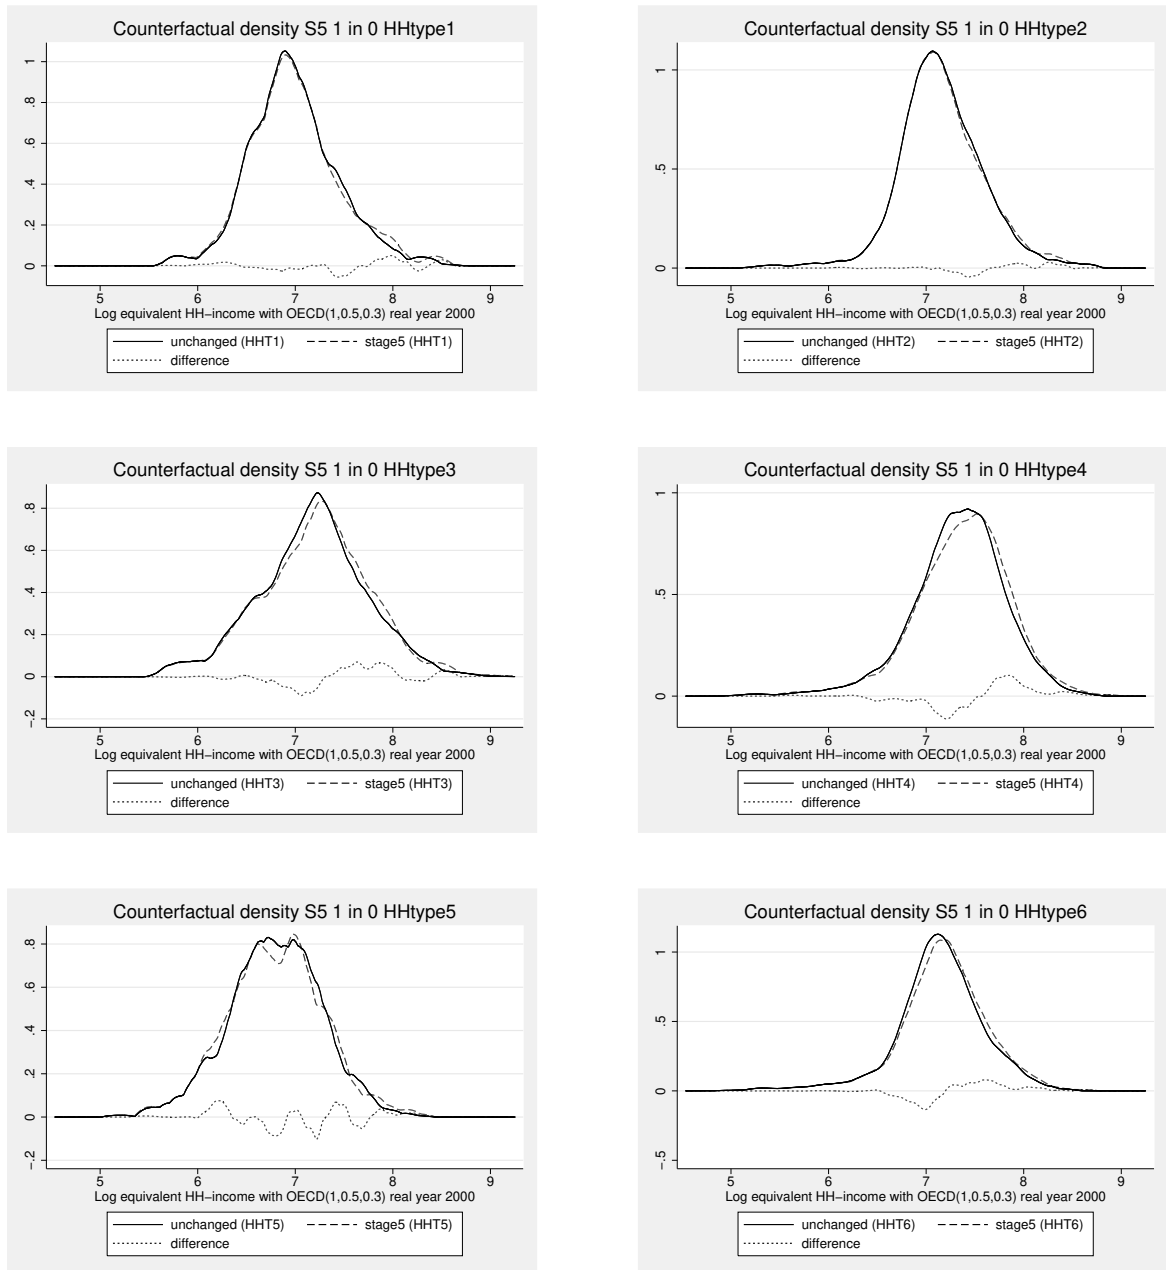 Counterfactual density S5 1 in 0 HHtype1
1
.8
.6
.4
.2
0
5 6 7 8 9
Log equivalent HH−income with OECD(1,0.5,0.3) real year 2000
unchanged (HHT1) stage5 (HHT1)
difference
Counterfactual density S5 1 in 0 HHtype2
1
.5
0
5 6 7 8 9
Log equivalent HH−income with OECD(1,0.5,0.3) real year 2000
unchanged (HHT2) stage5 (HHT2)
difference
Counterfactual density S5 1 in 0 HHtype3
.8
.6
.4
.2
0
−.2
5 6 7 8 9
Log equivalent HH−income with OECD(1,0.5,0.3) real year 2000
unchanged (HHT3) stage5 (HHT3)
difference
Counterfactual density S5 1 in 0 HHtype4
1
.5
0
5 6 7 8 9
Log equivalent HH−income with OECD(1,0.5,0.3) real year 2000
unchanged (HHT4) stage5 (HHT4)
difference
Counterfactual density S5 1 in 0 HHtype5
.8
.6
.4
.2
0
−.2
5 6 7 8 9
Log equivalent HH−income with OECD(1,0.5,0.3) real year 2000
unchanged (HHT5) stage5 (HHT5)
difference
Counterfactual density S5 1 in 0 HHtype6
1
.5
0
−.5
5 6 7 8 9
Log equivalent HH−income with OECD(1,0.5,0.3) real year 2000
unchanged (HHT6) stage5 (HHT6)
difference